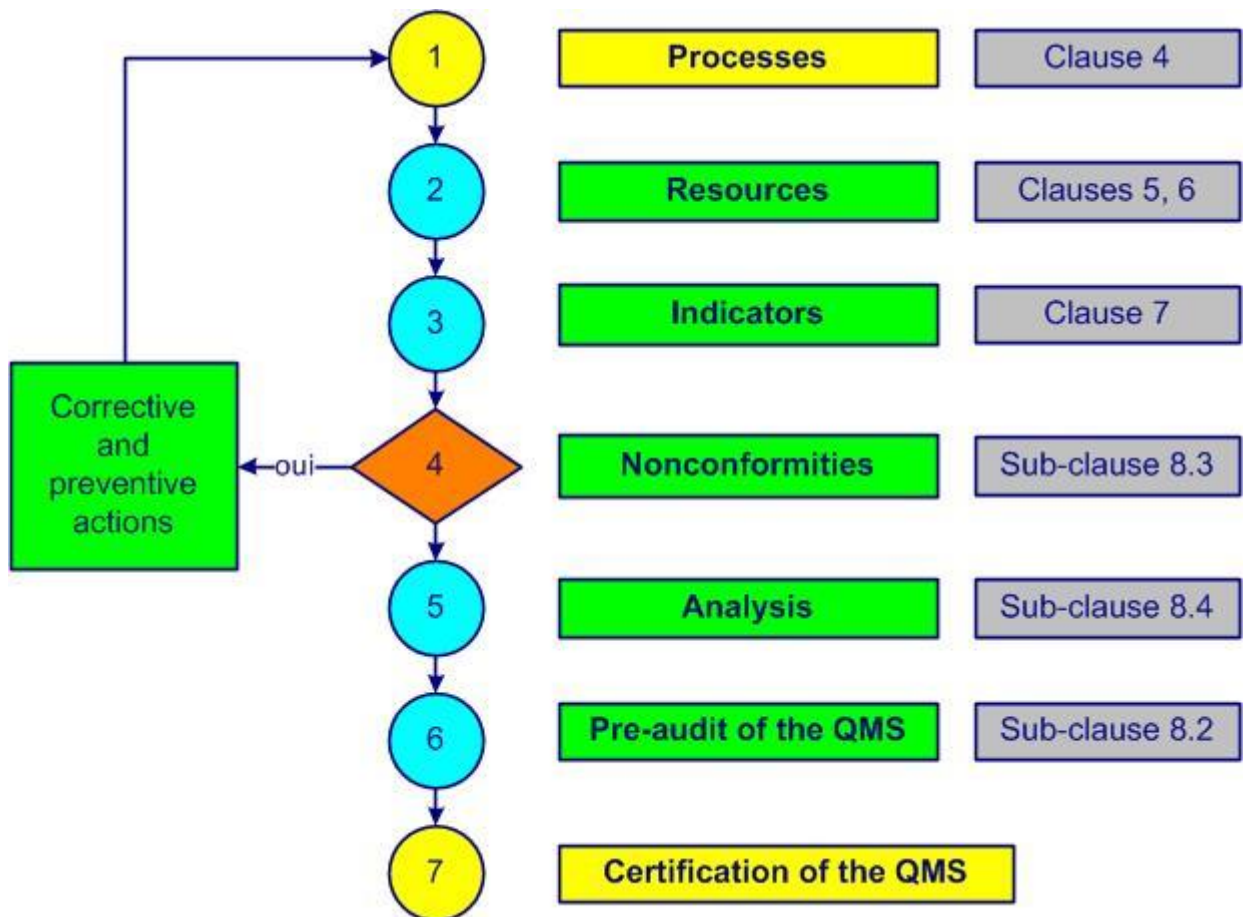 1
Processes
Clause 4
2
Resources
Clauses 5, 6
3
Indicators
Clause 7
Corrective
and
preventive
actions
oui
4
Nonconformities
Sub-clause 8.3
5
Analysis
Sub-clause 8.4
6
Pre-audit of the QMS
Sub-clause 8.2
7
Certification of the QMS